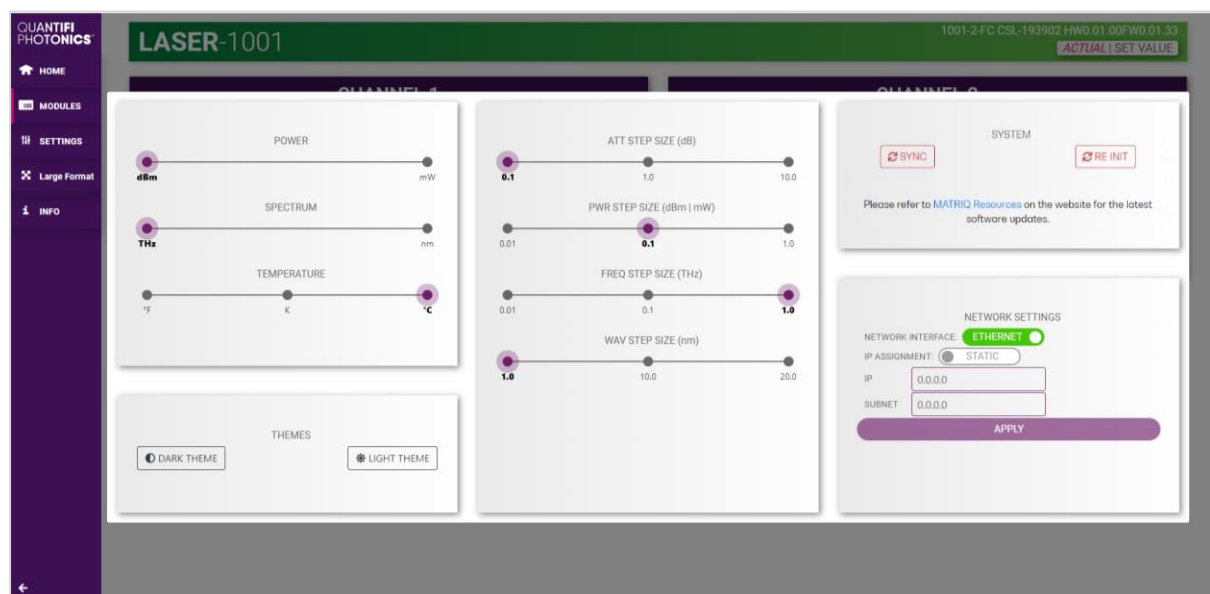 QUANTIFI
PHOTONICS
HOME
MODULES
SETTINGS
Large Format
INFO
LASER-1001
1001-2-FC CSL-193902 HW0.01.00FW0.01.33
ACTUAL | SET VALUE
CHANNEL 1
CHANNEL 2
POWER
dBm mW
SPECTRUM
THz nm
TEMPERATURE
°F K °C
THEMES
DARK THEME LIGHT THEME
ATT STEP SIZE (dB)
0.1 1.0 10.0
PWR STEP SIZE (dBm | mW)
0.01 0.1 1.0
FREQ STEP SIZE (THz)
0.01 0.1 1.0
WAV STEP SIZE (nm)
1.0 10.0 20.0
SYSTEM
SYNC RE INIT
Please refer to MATRIQ Resources on the website for the latest
software updates.
NETWORK SETTINGS
NETWORK INTERFACE: ETHERNET
IP ASSIGNMENT: STATIC
IP 0.0.0.0
SUBNET 0.0.0.0
APPLY